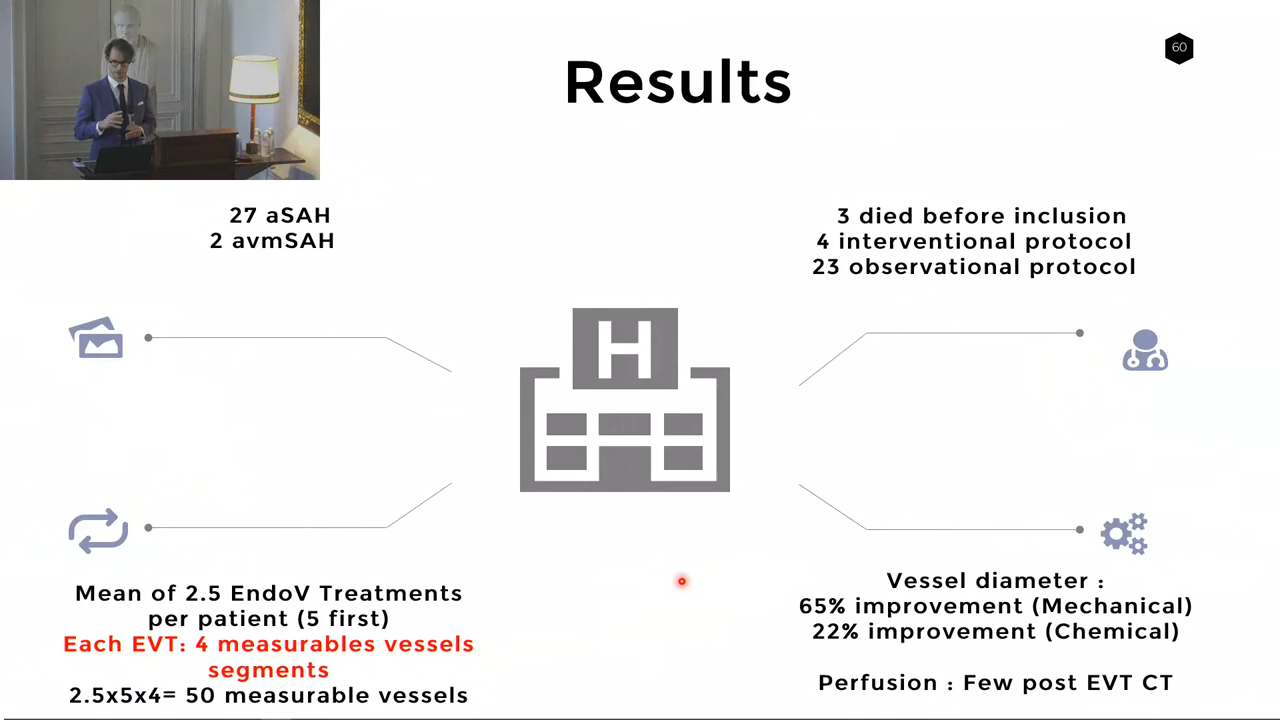 60
Results
27 aSAH
2 avmSAH
3 died before inclusion
4 interventional protocol
23 observational protocol
H
Mean of 2.5 EndoV Treatments
per patient (5 first)
Each EVT: 4 measurables vessels
segments
2.5x5x4= 50 measurable vessels
Vessel diameter :
65% improvement (Mechanical)
22% improvement (Chemical)
Perfusion : Few post EVT CT